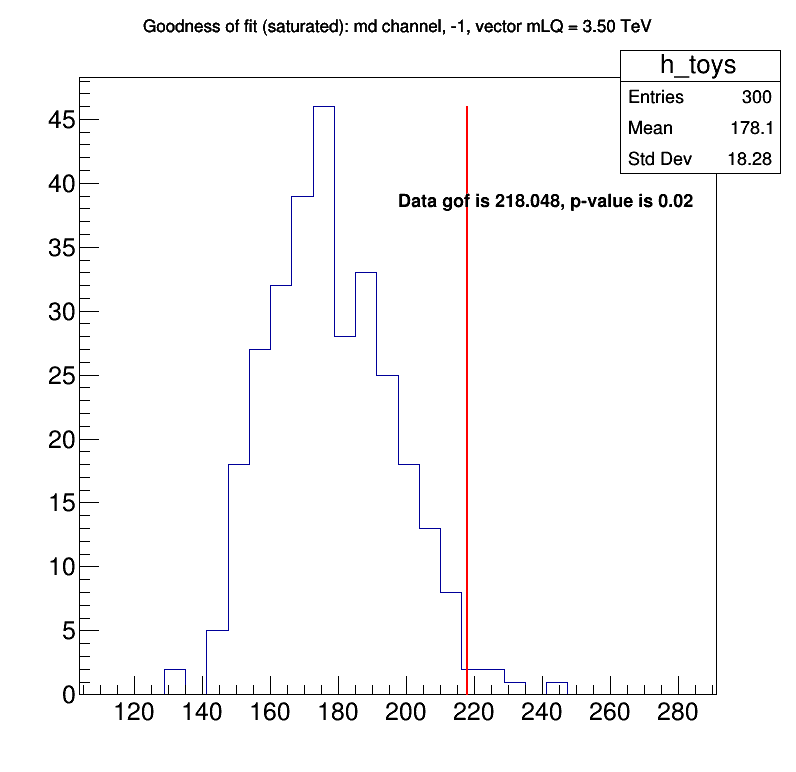 Goodness of fit (saturated): md channel, -1, vector mLQ = 3.50 TeV
h_toys
Entries 300
Mean 178.1
Std Dev 18.28
Data gof is 218.048, p-value is 0.02
45
40
35
30
25
20
15
10
5
0
120 140 160 180 200 220 240 260 280